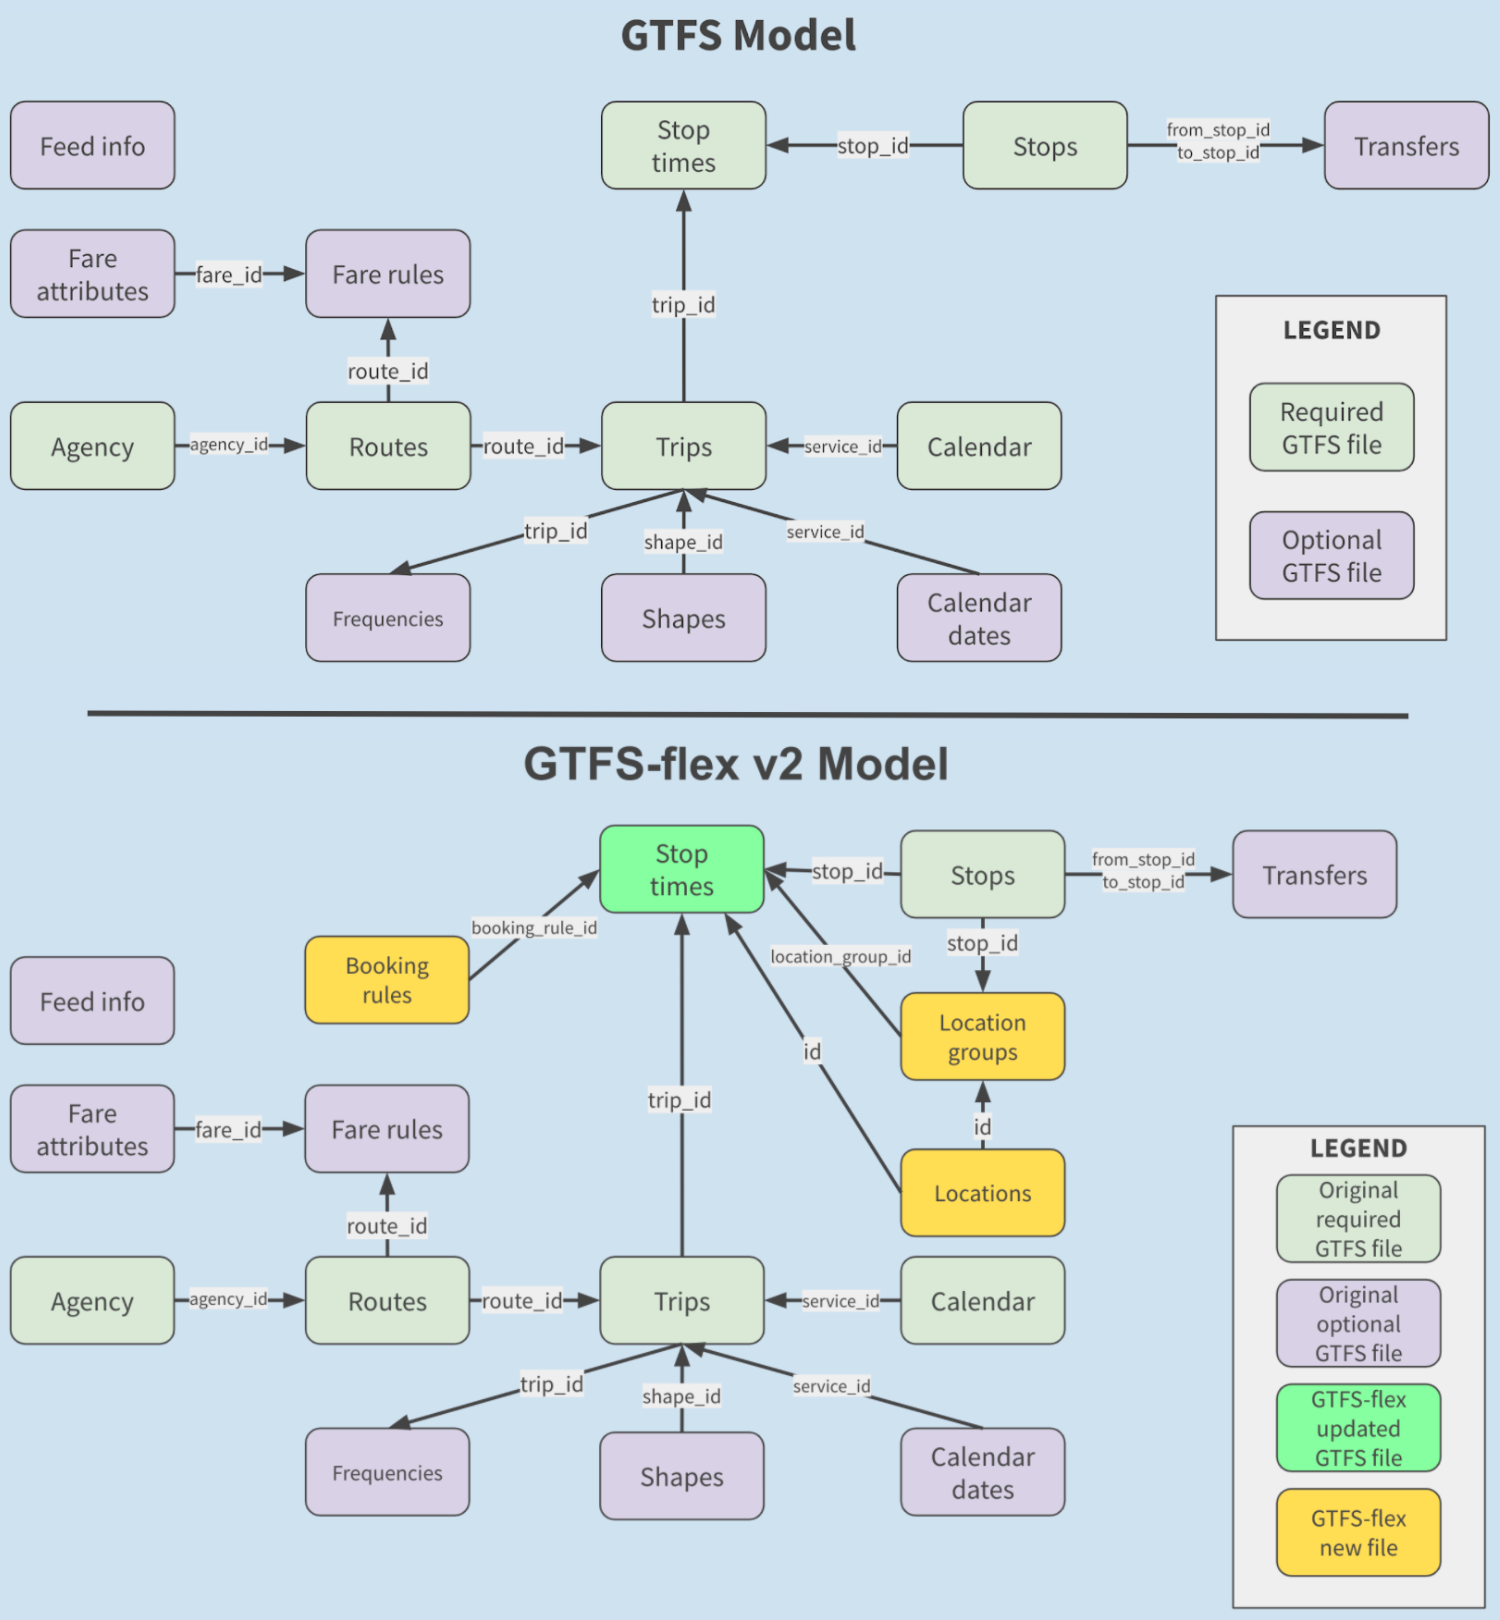 GTFS Model
Feed info
Stop
times
stop_id
Stops
from_stop_id
to_stop_id
Transfers
Fare
attributes
fare_id
Fare rules
trip_id
route_id
Agency
agency_id
Routes
route_id
Trips
service_id
Calendar
trip_id
shape_id
service_id
Frequencies
Shapes
Calendar
dates
LEGEND
Required
GTFS file
Optional
GTFS file
GTFS-flex v2 Model
Stop
times
stop_id
Stops
from_stop_id
to_stop_id
Transfers
booking_rule_id
Booking
rules
location_group_id
stop_id
Feed info
Location
groups
id
id
trip_id
Fare
attributes
fare_id
Fare rules
Locations
route_id
Agency
agency_id
Routes
route_id
Trips
service_id
Calendar
trip_id
shape_id
service_id
Frequencies
Shapes
Calendar
dates
LEGEND
Original
required
GTFS file
Original
optional
GTFS file
GTFS-flex
updated
GTFS file
GTFS-flex
new file